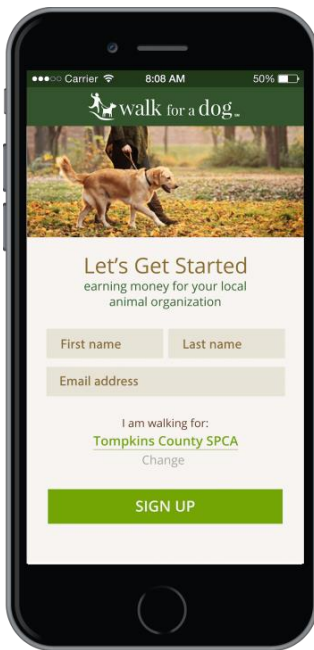 Carrier 8:08 AM 50%
walk for a dog
Let's Get Started
earning money for your local
animal organization
First name Last name
Email address
I am walking for:
Tompkins County SPCA
Change
SIGN UP